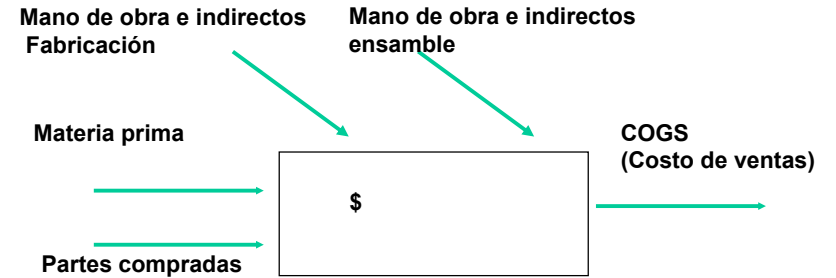 Mano de obra e indirectos
Fabricación
Mano de obra e indirectos
ensamble
Materia prima
COGS
(Costo de ventas)
$
Partes compradas